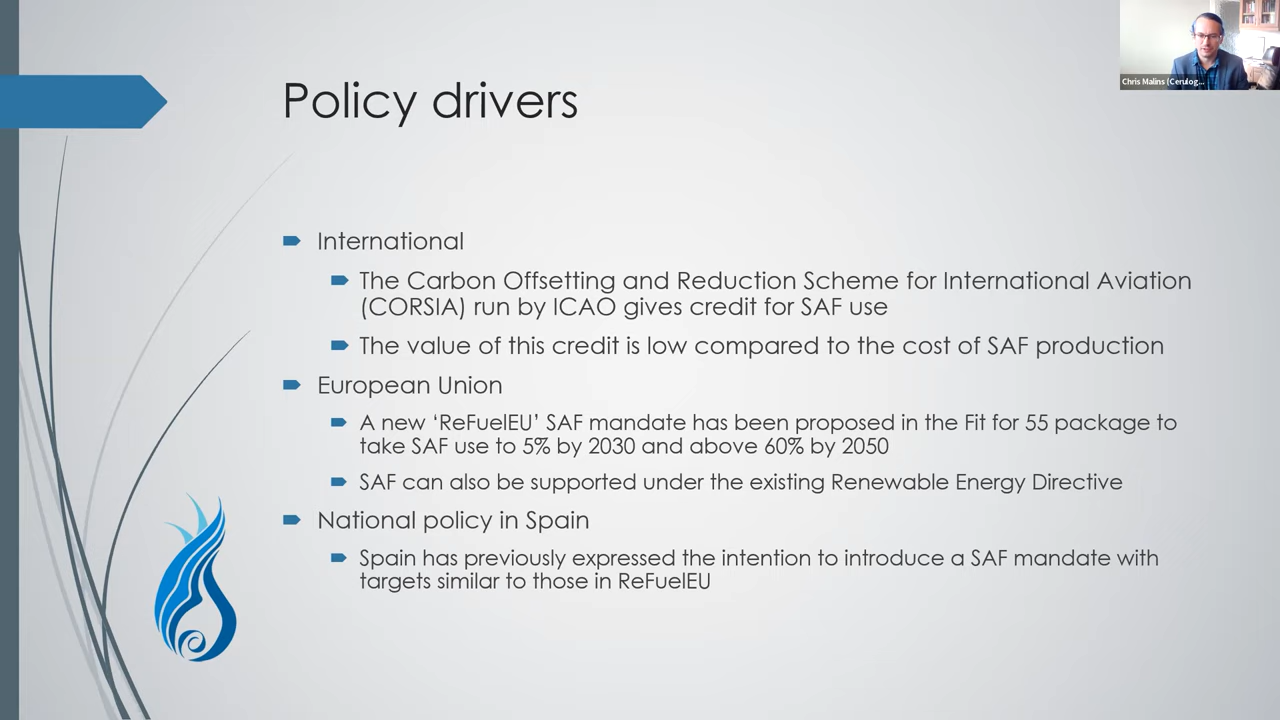 Policy drivers
Chris Malins (Cerulog...
International
The Carbon Offsetting and Reduction Scheme for International Aviation
(CORSIA) run by ICAO gives credit for SAF use
The value of this credit is low compared to the cost of SAF production
European Union
A new ‘ReFuelEU’ SAF mandate has been proposed in the Fit for 55 package to
take SAF use to 5% by 2030 and above 60% by 2050
SAF can also be supported under the existing Renewable Energy Directive
National policy in Spain
Spain has previously expressed the intention to introduce a SAF mandate with
targets similar to those in ReFuelEU